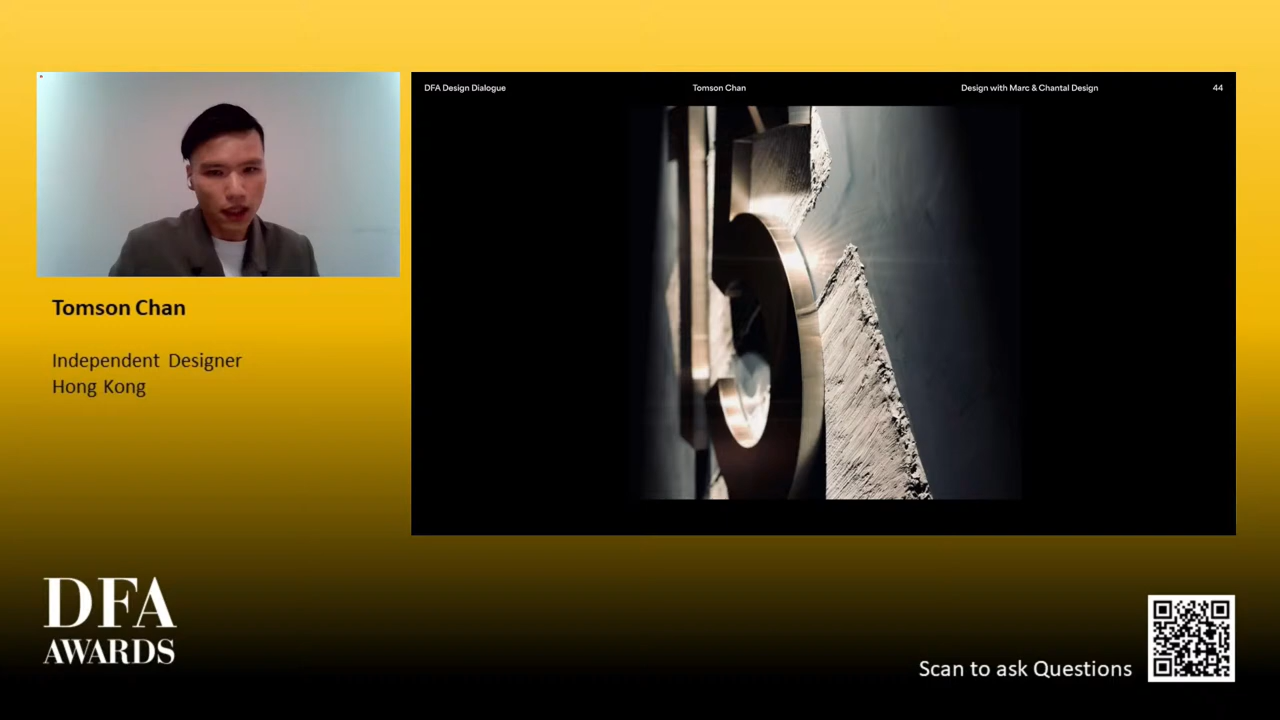 DFA Design Dialogue
Tomson Chan
Design with Marc & Chantal Design
44
Tomson Chan
Independent Designer
Hong Kong
DFA
AWARDS
Scan to ask Questions